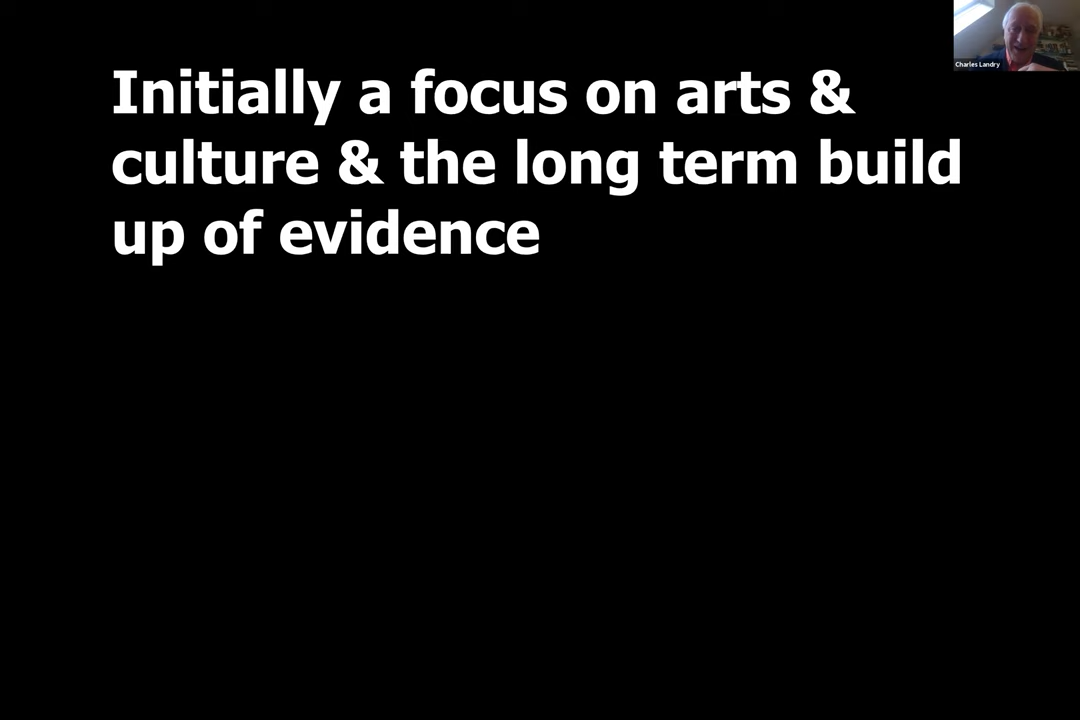 Charles Landry
Initially a focus on arts &
culture & the long term build
up of evidence